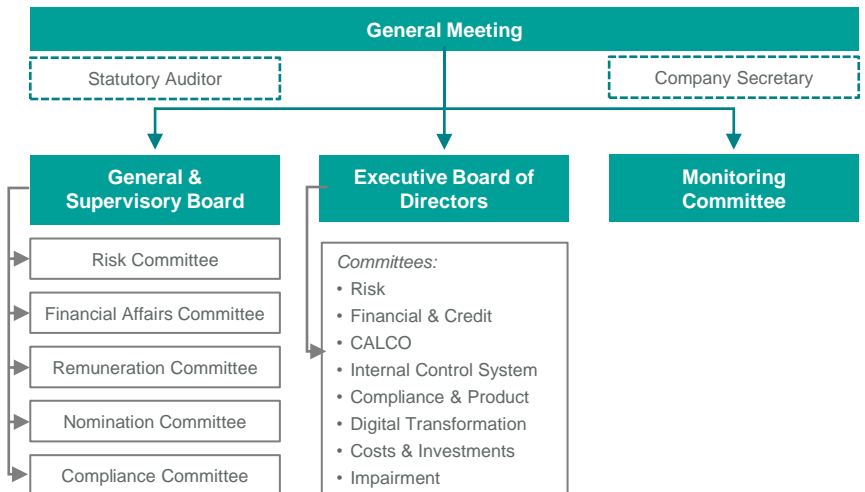 General Meeting
Statutory Auditor
Company Secretary
General &
Supervisory Board
Executive Board of
Directors
Monitoring
Committee
Risk Committee
Financial Affairs Committee
Remuneration Committee
Nomination Committee
Compliance Committee
Committees:
• Risk
• Financial & Credit
• CALCO
• Internal Control System
• Compliance & Product
• Digital Transformation
• Costs & Investments
• Impairment